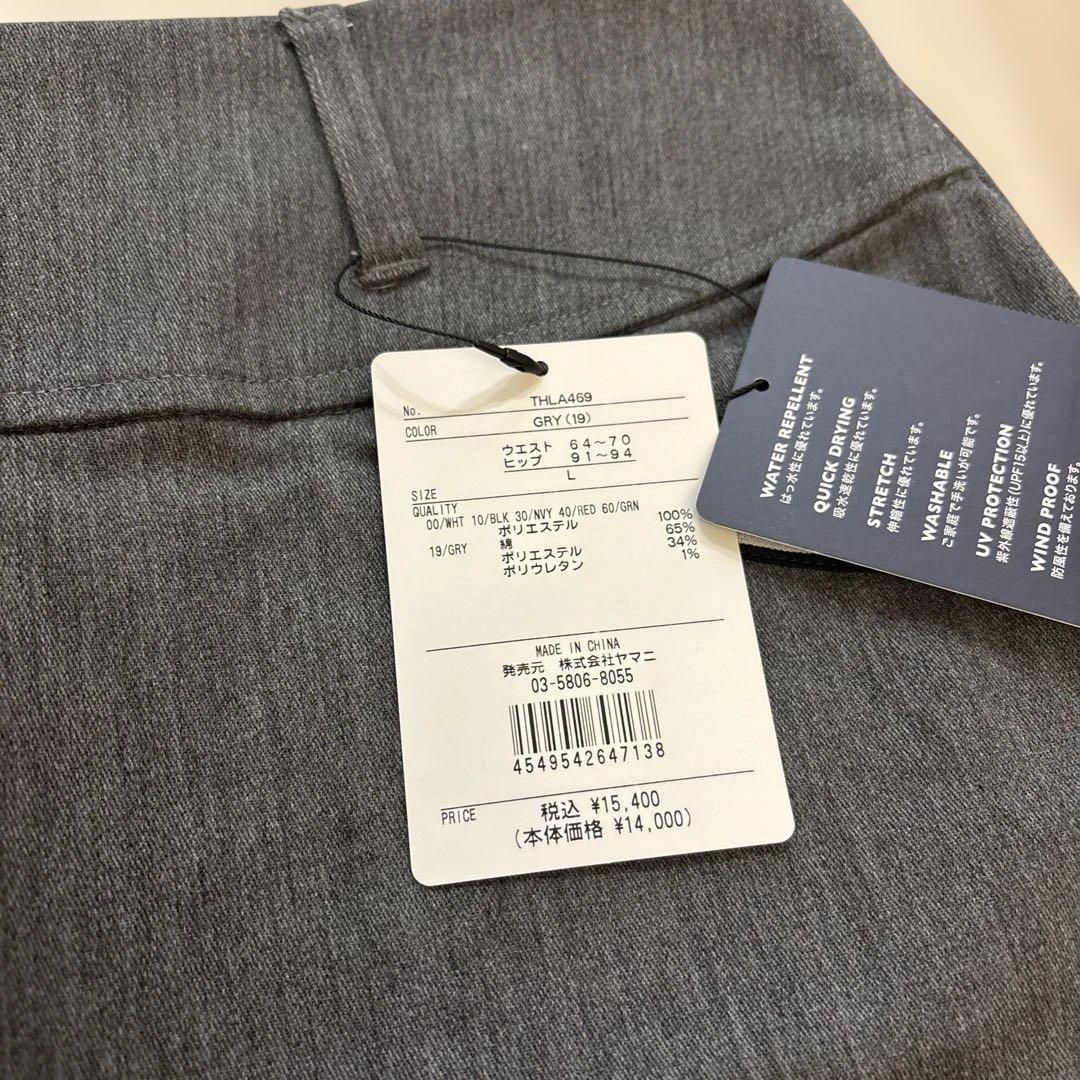 No. THLA469
COLOR GRY(19)
ウエスト 64～70
ヒップ 91～94
L
SIZE
QUALITY
00/WHT 10/BLK 30/NVY 40/RED 60/GRN
ポリエステル 100%
19/GRY 綿 65%
ポリエステル 34%
ポリウレタン 1%
MADE IN CHINA
発売元 株式会社ヤマニ
03-5806-8055
4549542647138
PRICE 税込 ¥15,400
(本体価格 ¥14,000)
WATER REPELLENT
はっ水性に優れています。
QUICK DRYING
吸水速乾性に優れています。
STRETCH
伸縮性に優れています。
WASHABLE
ご家庭で手洗いが可能です。
UV PROTECTION
紫外線遮蔽性(UPF15以上)に優れています。
WIND PROOF
防風性を備えております。